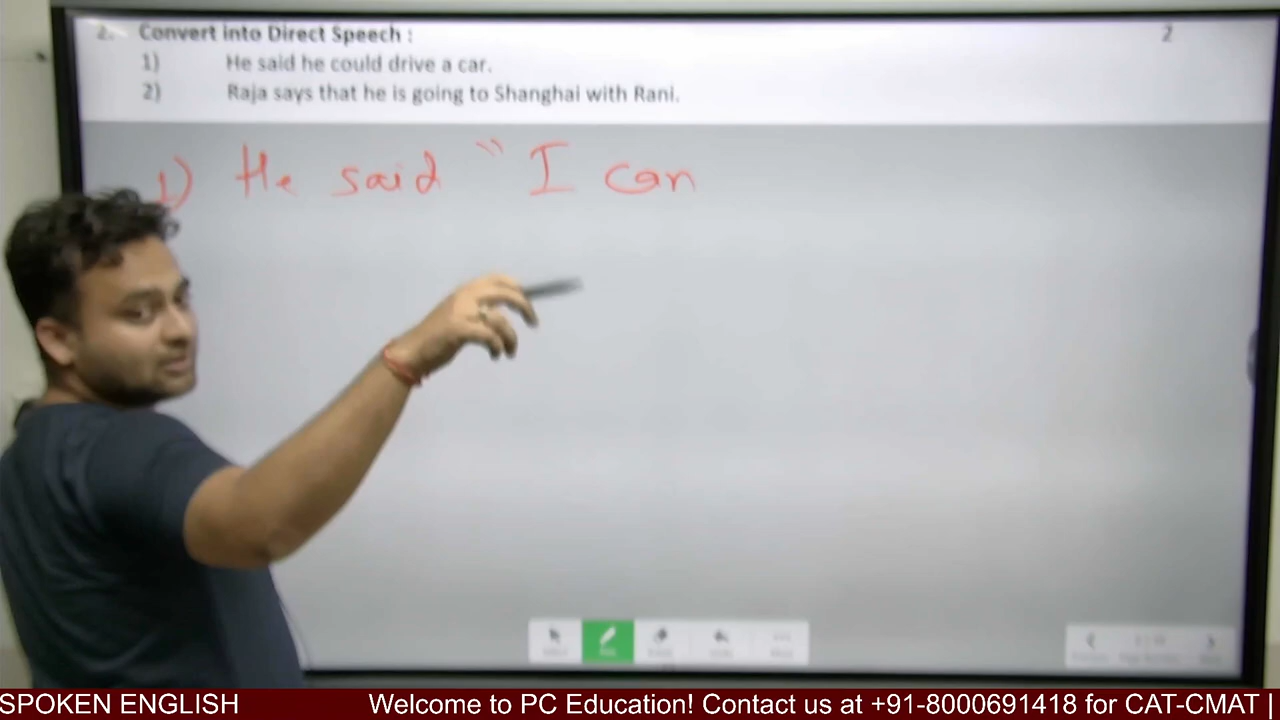 2. Convert into Direct Speech : 2
1) He said he could drive a car.
2) Raja says that he is going to Shanghai with Rani.
1) He said " I can
SPOKEN ENGLISH Welcome to PC Education! Contact us at +91-8000691418 for CAT-CMAT |